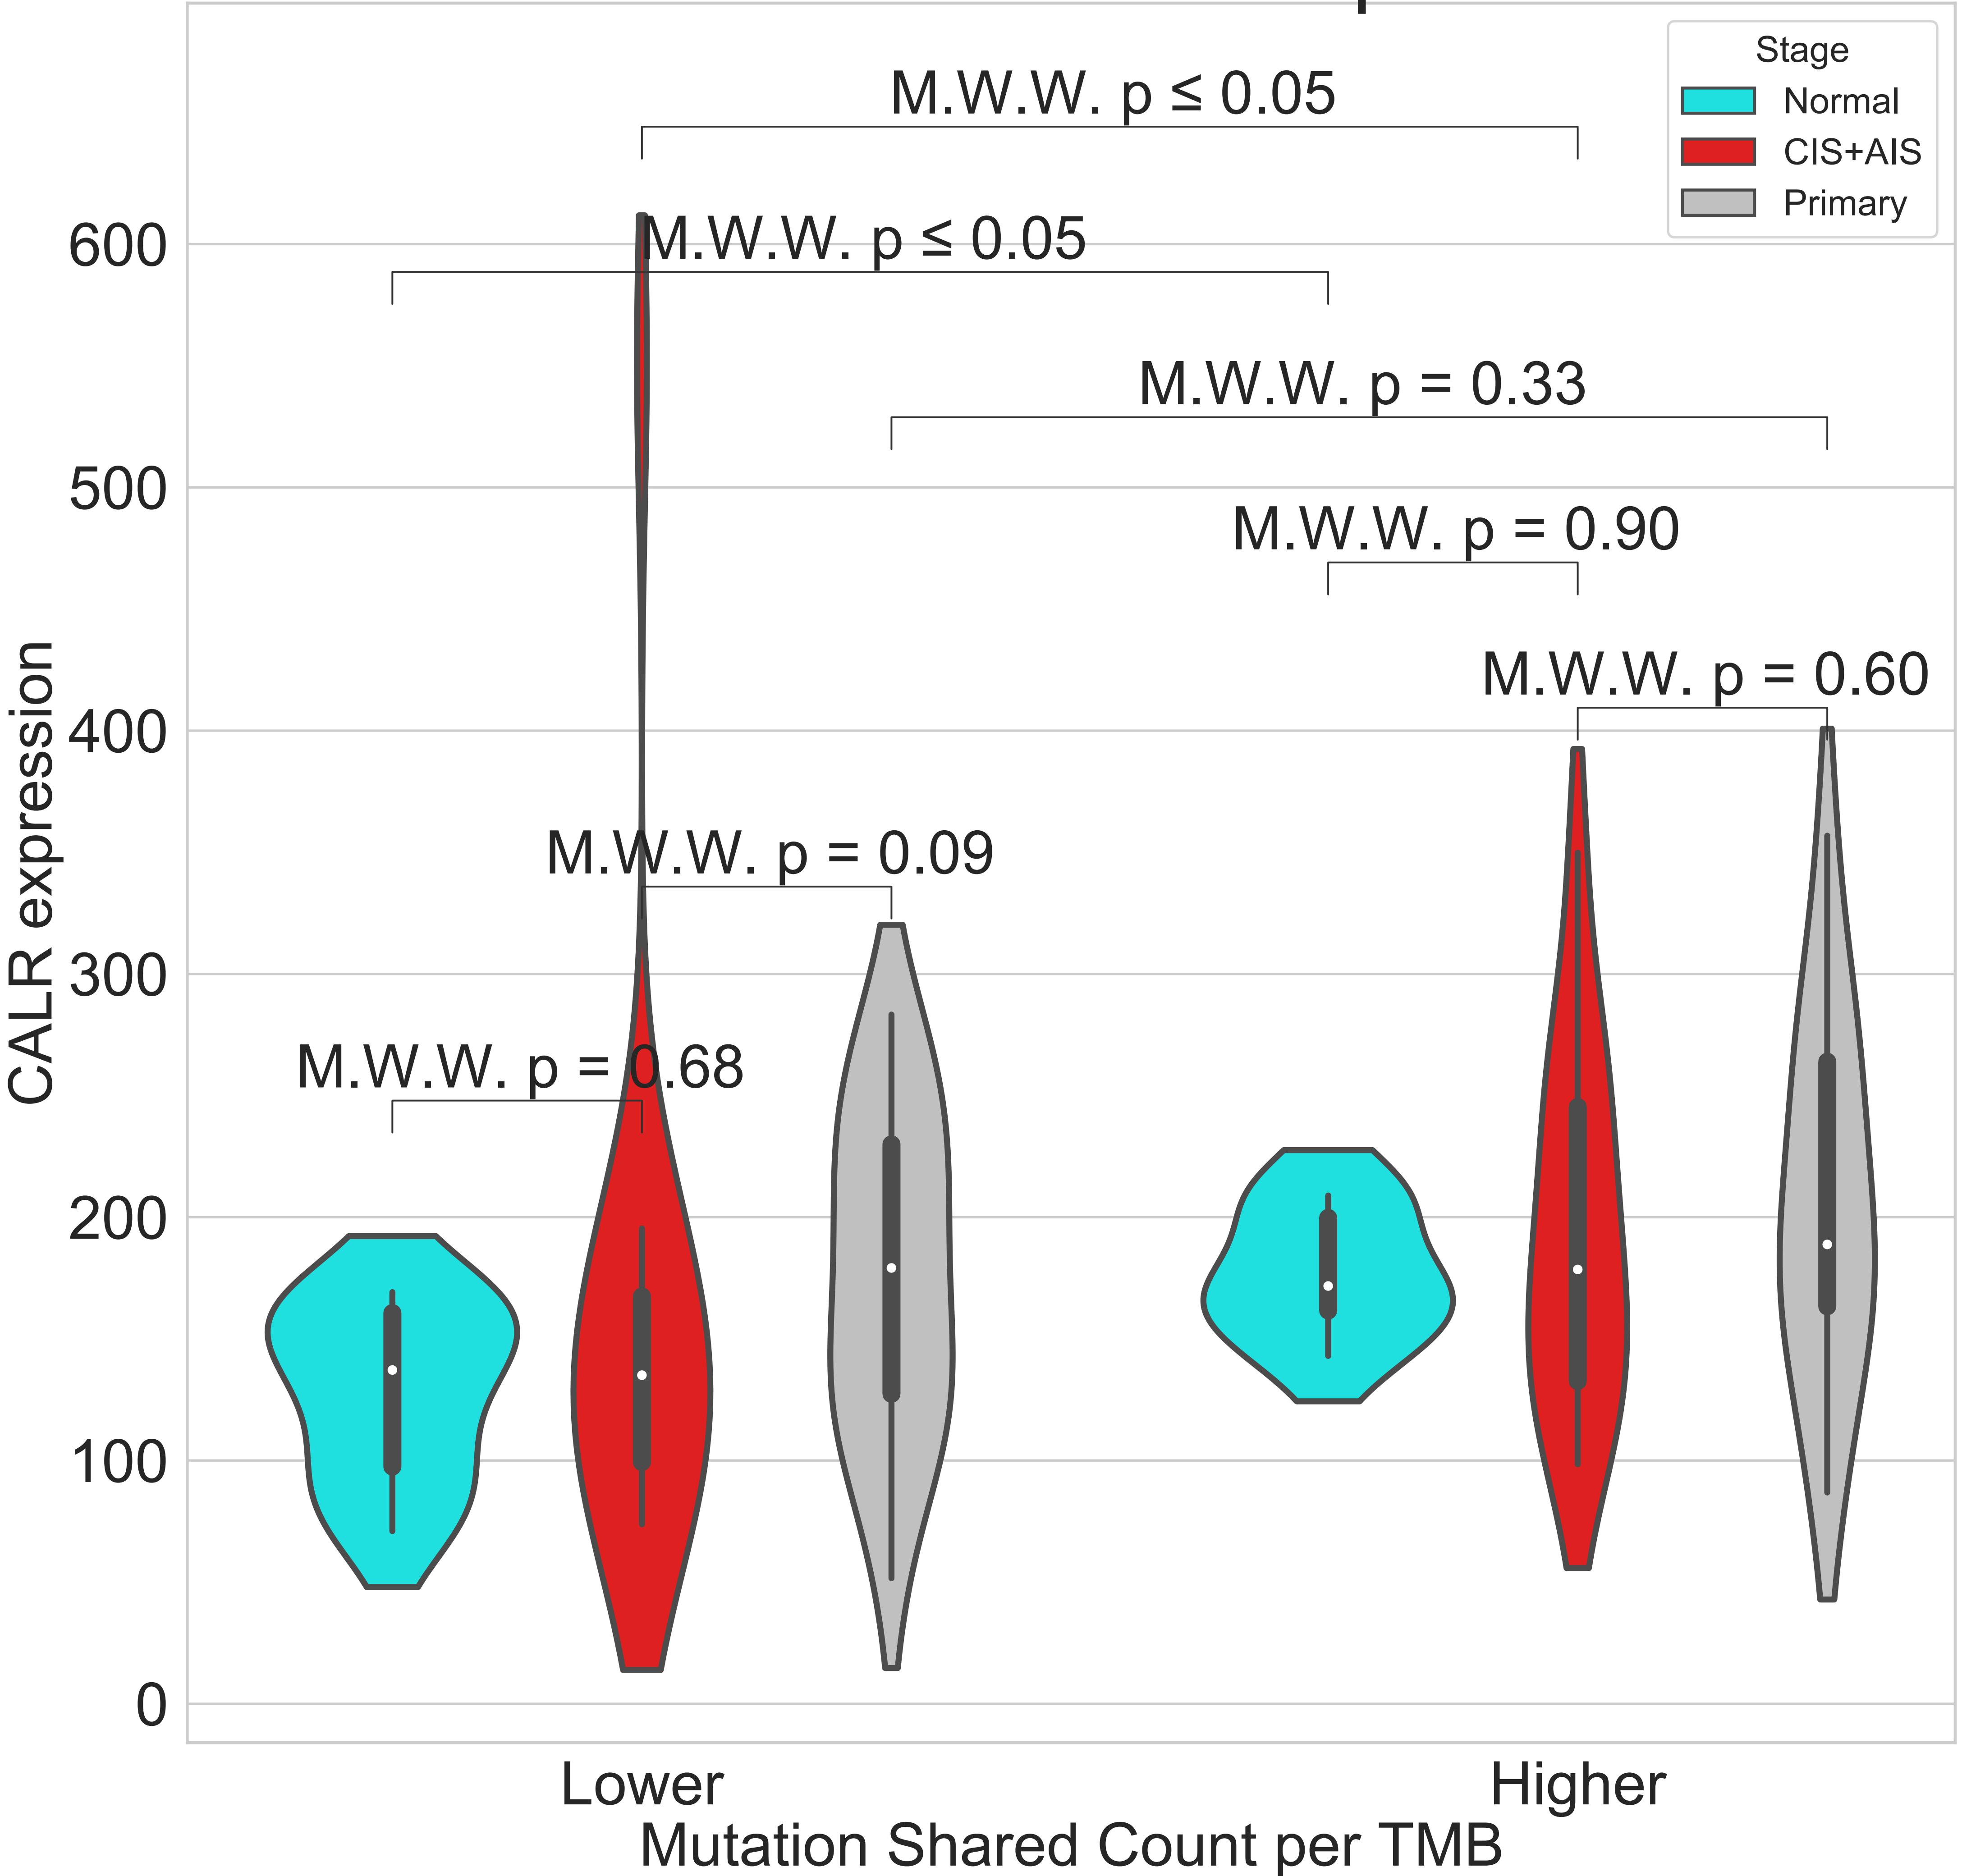 Stage
Normal
CIS+AIS
Primary
M.W.W. p ≤ 0.05
M.W.W. p ≤ 0.05
M.W.W. p = 0.33
M.W.W. p = 0.90
M.W.W. p = 0.60
M.W.W. p = 0.09
M.W.W. p = 0.68
600
500
400
300
200
100
0
CALR expression
Lower
Higher
Mutation Shared Count per TMB